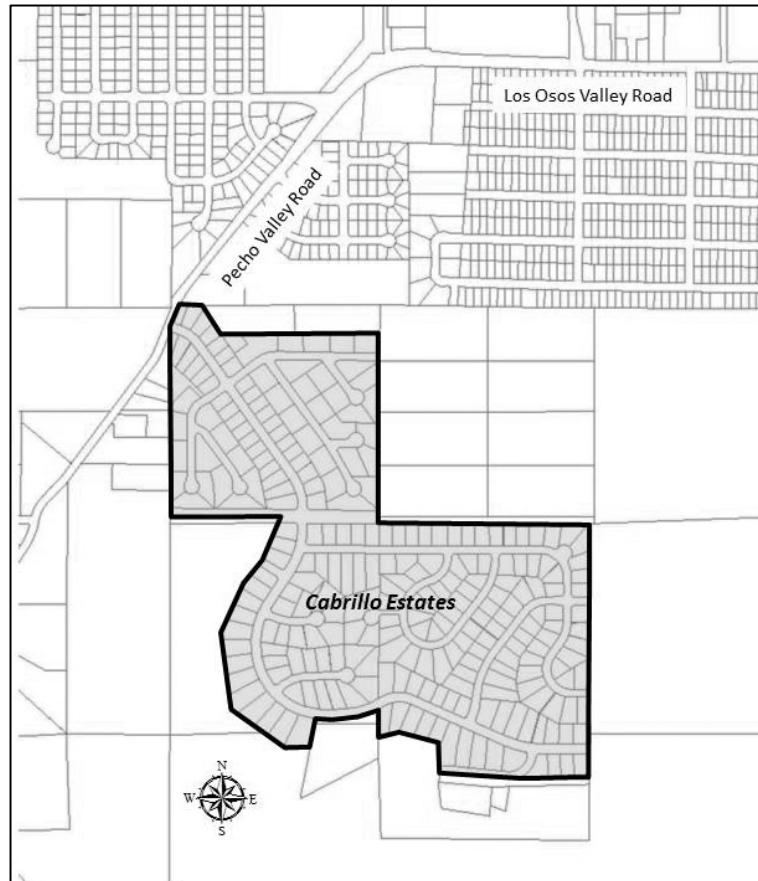 Los Osos Valley Road
Pecho Valley Road
Cabrillo Estates
N
W E
S